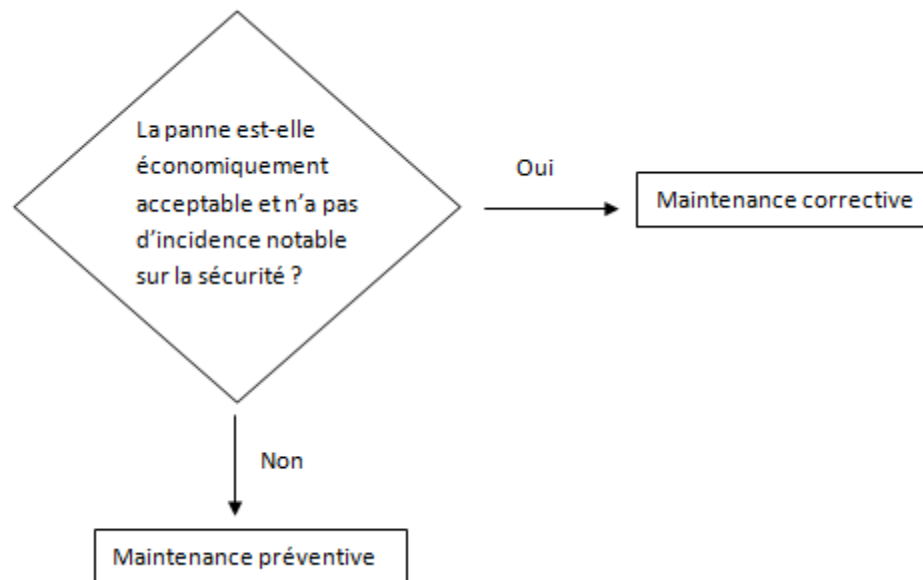 La panne est-elle
économiquement
acceptable et n’a pas
d’incidence notable
sur la sécurité ?
Oui
Maintenance corrective
Non
Maintenance préventive